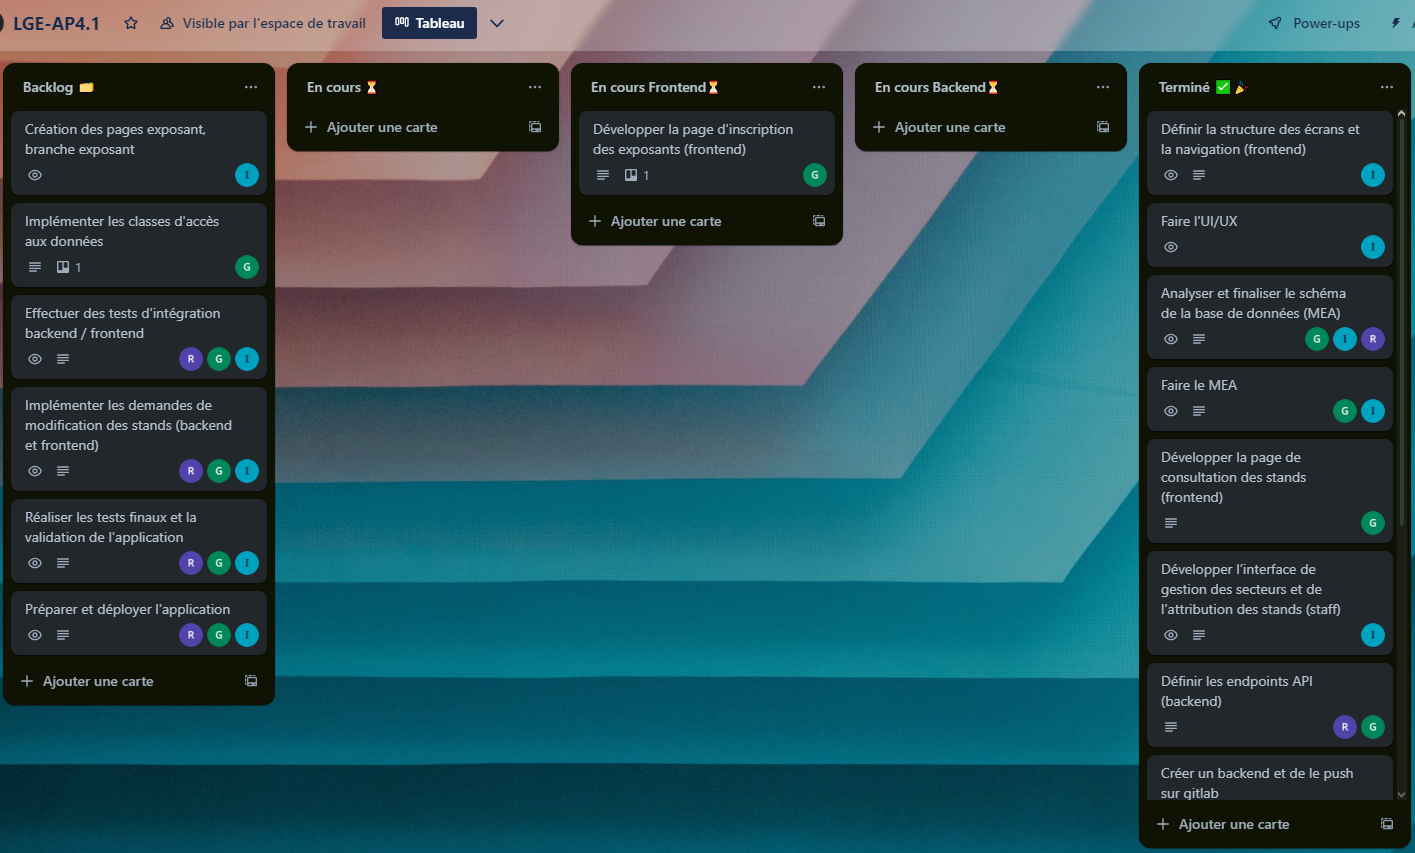 LGE-AP4.1
Visible par l'espace de travail
Tableau
Power-ups
Backlog
Création des pages exposant,
branche exposant
I
Implémenter les classes d'accès
aux données
1
G
Effectuer des tests d'intégration
backend / frontend
R G I
Implémenter les demandes de
modification des stands (backend
et frontend)
R G I
Réaliser les tests finaux et la
validation de l'application
R G I
Préparer et déployer l'application
R G I
+ Ajouter une carte
En cours
+ Ajouter une carte
En cours Frontend
Développer la page d'inscription
des exposants (frontend)
1
G
+ Ajouter une carte
En cours Backend
+ Ajouter une carte
Terminé
Définir la structure des écrans et
la navigation (frontend)
I
Faire l'UI/UX
I
Analyser et finaliser le schéma
de la base de données (MEA)
G I R
Faire le MEA
G I
Développer la page de
consultation des stands
(frontend)
G
Développer l’interface de
gestion des secteurs et de
l’attribution des stands (staff)
I
Définir les endpoints API
(backend)
R G
Créer un backend et de le push
sur gitlab
+ Ajouter une carte